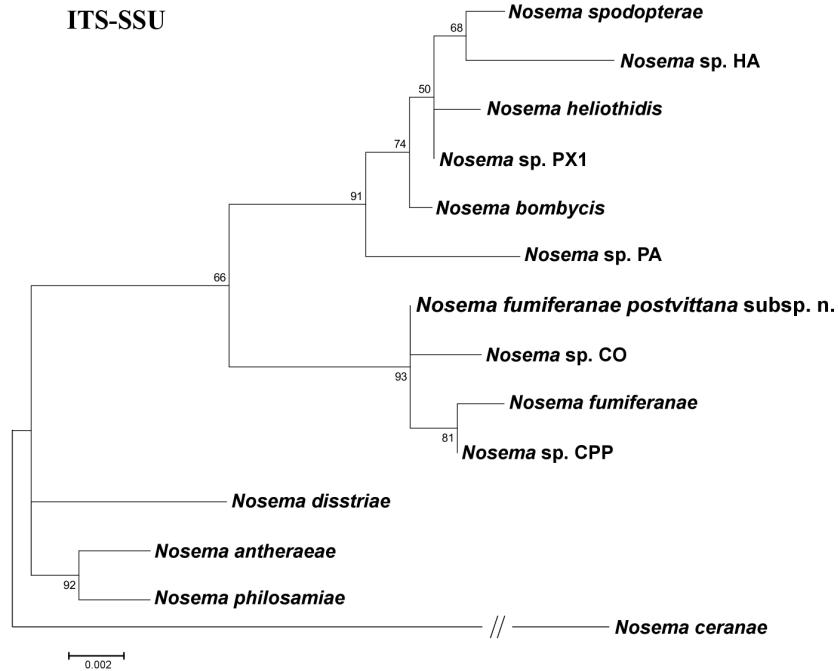 ITS-SSU
Nosema spodopterae
68
Nosema sp. HA
50
Nosema heliothidis
74
Nosema sp. PX1
91
Nosema bombycis
Nosema sp. PA
66
Nosema fumiferanae postvittana subsp. n.
Nosema sp. CO
93
Nosema fumiferanae
81
Nosema sp. CPP
Nosema disstriae
Nosema antheraeae
92
Nosema philosamiae
Nosema ceranae
0.002